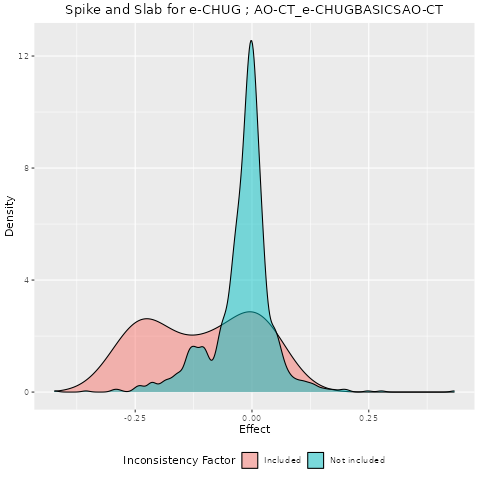 Spike and Slab for e-CHUG ; AO-CT_e-CHUGBASICSAO-CT
12
8
4
0
Density
-0.25
0.00
0.25
Effect
Inconsistency Factor
Included
Not included